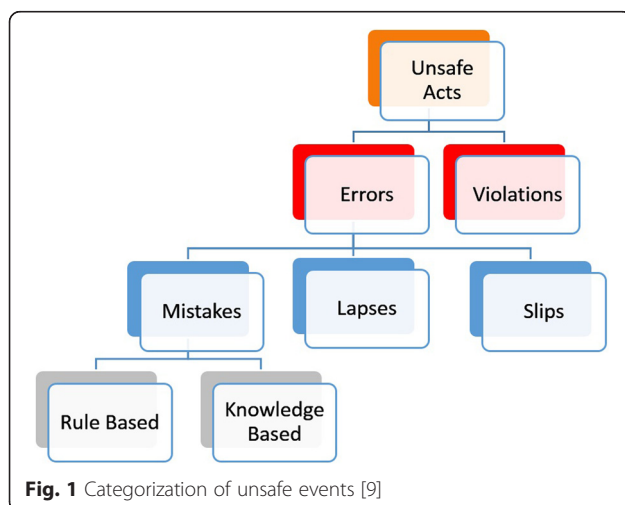 Unsafe
Acts
Errors
Violations
Mistakes
Lapses
Slips
Rule Based
Knowledge
Based
Fig. 1 Categorization of unsafe events [9]